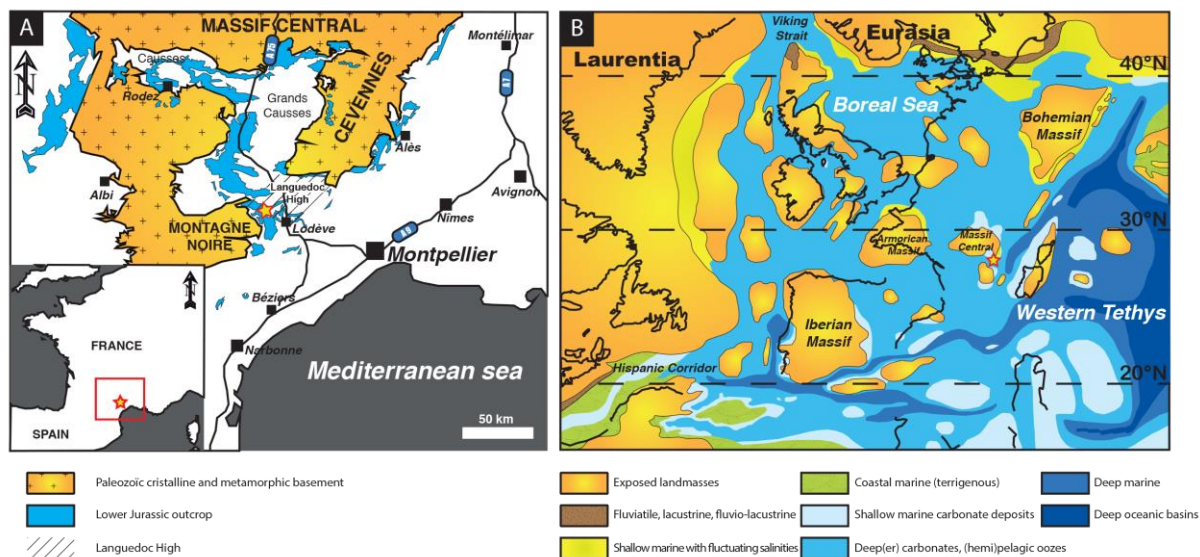 A
MASSIF CENTRAL
A 75
Montélimar
Causses
N
Rodez
Grands
Causses
CEVENNES
A7
Alès
Albi
Languedoc
High
Avignon
MONTAGNE
NOIRE
Lodève
Nîmes
A 9
Montpellier
N
Béziers
FRANCE
Narbonne
Mediterranean sea
SPAIN
50 km
Paleozoïc cristalline and metamorphic basement
Lower Jurassic outcrop
Languedoc High
B
Viking
Strait
Eurasia
Laurentia
40°N
Boreal Sea
Bohemian
Massif
30°N
Armorican
Massif
Massif
Central
Western Tethys
Iberian
Massif
Hispanic Corridor
20°N
Exposed landmasses
Coastal marine (terrigenous)
Deep marine
Fluviatile, lacustrine, fluvio-lacustrine
Shallow marine carbonate deposits
Deep oceanic basins
Shallow marine with fluctuating salinities
Deep(er) carbonates, (hemi)pelagic oozes